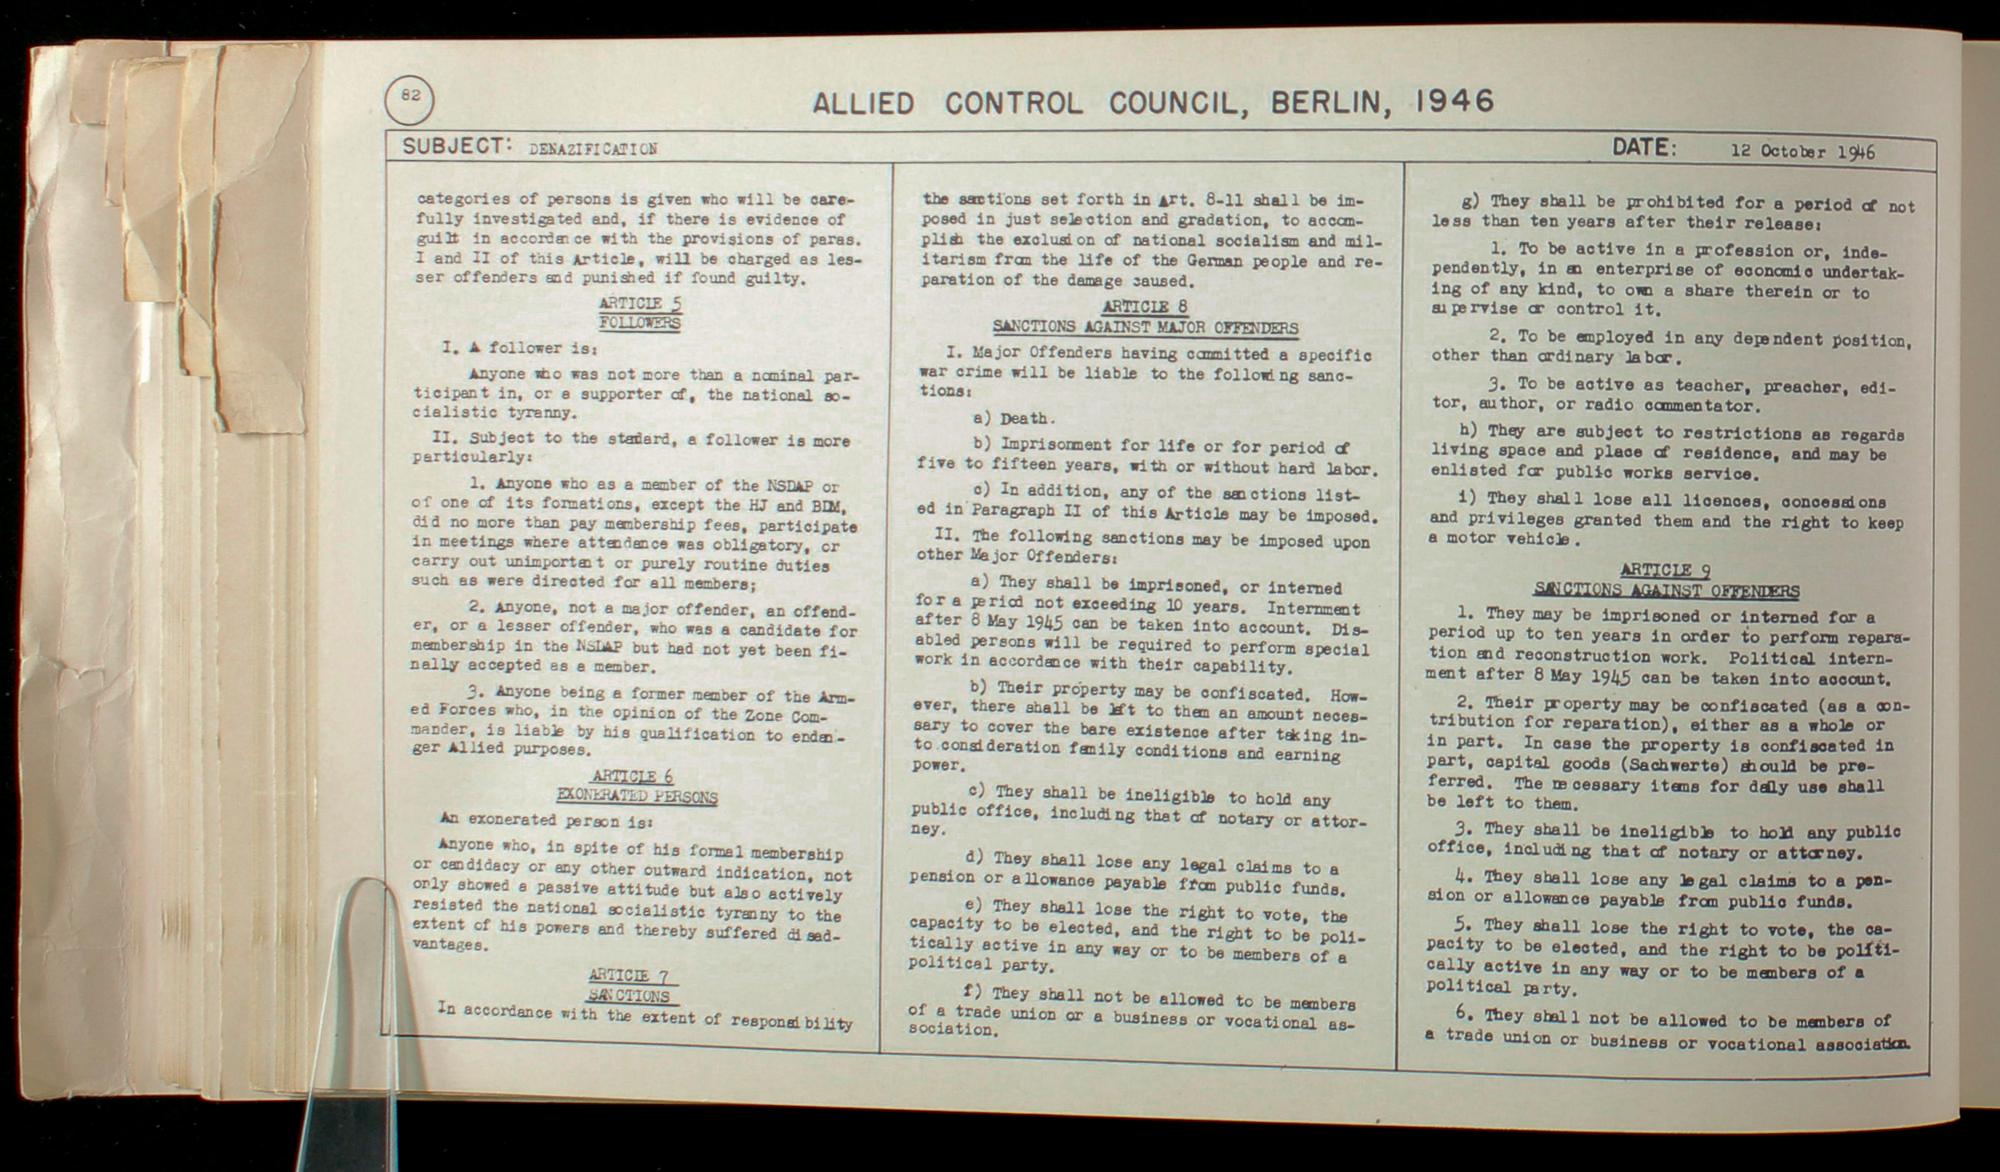 82
ALLIED CONTROL COUNCIL, BERLIN, 1946
SUBJECT: DENAZIFICATION
DATE: 12 October 1946
categories of persons is given who will be care-
fully investigated and, if there is evidence of
guilt in accordance with the provisions of paras.
I and II of this Article, will be charged as les-
ser offenders and punished if found guilty.
ARTICLE 5
FOLLOWERS
I. A follower is:
Anyone who was not more than a nominal par-
ticipant in, or a supporter of, the national so-
cialistic tyranny.
II. Subject to the standard, a follower is more
particularly:
1. Anyone who as a member of the NSDAP or
of one of its formations, except the HJ and BDM,
did no more than pay membership fees, participate
in meetings where attendance was obligatory, or
carry out unimportant or purely routine duties
such as were directed for all members;
2. Anyone, not a major offender, an offend-
er, or a lesser offender, who was a candidate for
membership in the NSDAP but had not yet been fi-
nally accepted as a member.
3. Anyone being a former member of the Arm-
ed Forces who, in the opinion of the Zone Com-
mander, is liable by his qualification to endan-
ger Allied purposes.
ARTICLE 6
EXONERATED PERSONS
An exonerated person is:
Anyone who, in spite of his formal membership
or candidacy or any other outward indication, not
only showed a passive attitude but also actively
resisted the national socialistic tyranny to the
extent of his powers and thereby suffered disad-
vantages.
ARTICLE 7
SANCTIONS
In accordance with the extent of responsibility
the sanctions set forth in Art. 8-11 shall be im-
posed in just selection and gradation, to accom-
plish the exclusion of national socialism and mil-
itarism from the life of the German people and re-
paration of the damage caused.
ARTICLE 8
SANCTIONS AGAINST MAJOR OFFENDERS
I. Major Offenders having committed a specific
war crime will be liable to the following sanc-
tions:
a) Death.
b) Imprisonment for life or for period of
five to fifteen years, with or without hard labor.
c) In addition, any of the sanctions list-
ed in Paragraph II of this Article may be imposed.
II. The following sanctions may be imposed upon
other Major Offenders:
a) They shall be imprisoned, or interned
for a period not exceeding 10 years. Internment
after 8 May 1945 can be taken into account. Dis-
abled persons will be required to perform special
work in accordance with their capability.
b) Their property may be confiscated. How-
ever, there shall be left to them an amount neces-
sary to cover the bare existence after taking in-
to consideration family conditions and earning
power.
c) They shall be ineligible to hold any
public office, including that of notary or attor-
ney.
d) They shall lose any legal claims to a
pension or allowance payable from public funds.
e) They shall lose the right to vote, the
capacity to be elected, and the right to be poli-
tically active in any way or to be members of a
political party.
f) They shall not be allowed to be members
of a trade union or a business or vocational as-
sociation.
g) They shall be prohibited for a period of not
less than ten years after their release:
1. To be active in a profession or, inde-
pendently, in an enterprise of economic undertak-
ing of any kind, to own a share therein or to
supervise or control it.
2. To be employed in any dependent position,
other than ordinary labor.
3. To be active as teacher, preacher, edi-
tor, author, or radio commentator.
h) They are subject to restrictions as regards
living space and place of residence, and may be
enlisted for public works service.
i) They shall lose all licences, concessions
and privileges granted them and the right to keep
a motor vehicle.
ARTICLE 9
SANCTIONS AGAINST OFFENDERS
1. They may be imprisoned or interned for a
period up to ten years in order to perform repara-
tion and reconstruction work. Political intern-
ment after 8 May 1945 can be taken into account.
2. Their property may be confiscated (as a con-
tribution for reparation), either as a whole or
in part. In case the property is confiscated in
part, capital goods (Sachwerte) should be pre-
ferred. The necessary items for daily use shall
be left to them.
3. They shall be ineligible to hold any public
office, including that of notary or attorney.
4. They shall lose any legal claims to a pen-
sion or allowance payable from public funds.
5. They shall lose the right to vote, the ca-
pacity to be elected, and the right to be politi-
cally active in any way or to be members of a
political party.
6. They shall not be allowed to be members of
a trade union or business or vocational association.